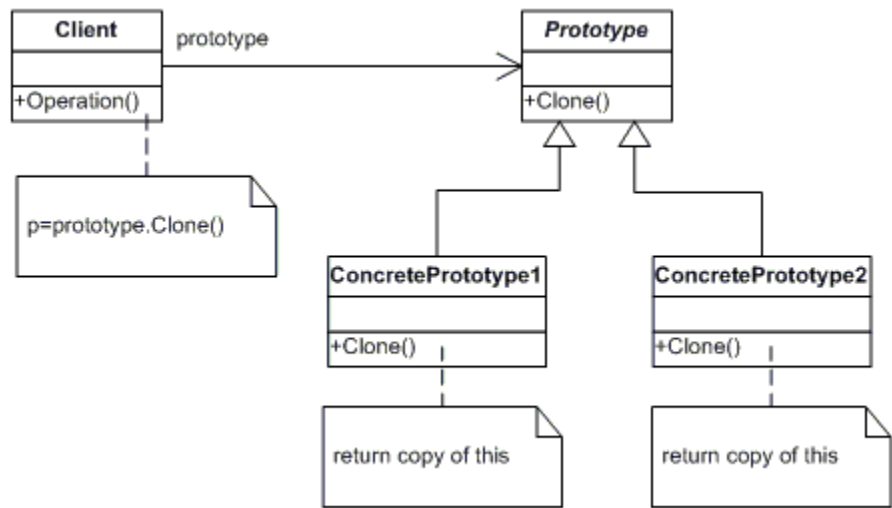 Client
prototype
Prototype
+Operation()
+Clone()
p=prototype.Clone()
ConcretePrototype1
ConcretePrototype2
+Clone()
+Clone()
return copy of this
return copy of this